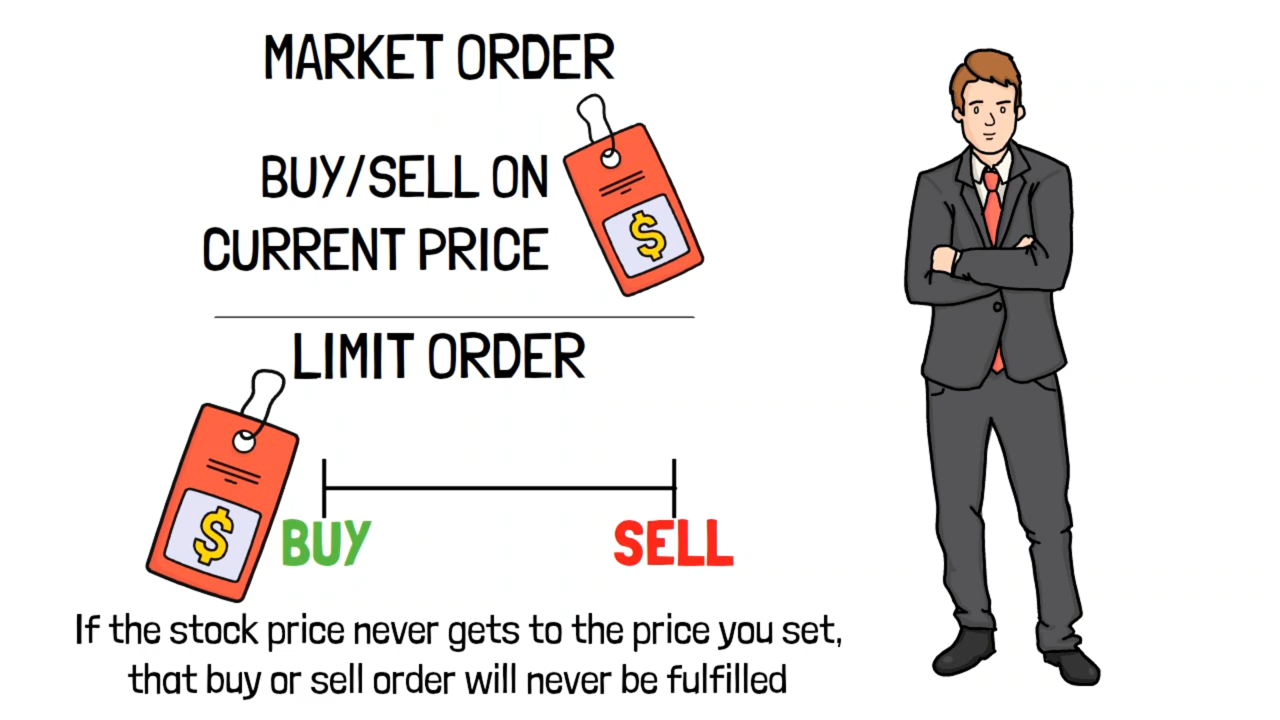 MARKET ORDER
BUY/SELL ON
CURRENT PRICE
$
LIMIT ORDER
$
BUY
SELL
If the stock price never gets to the price you set,
that buy or sell order will never be fulfilled